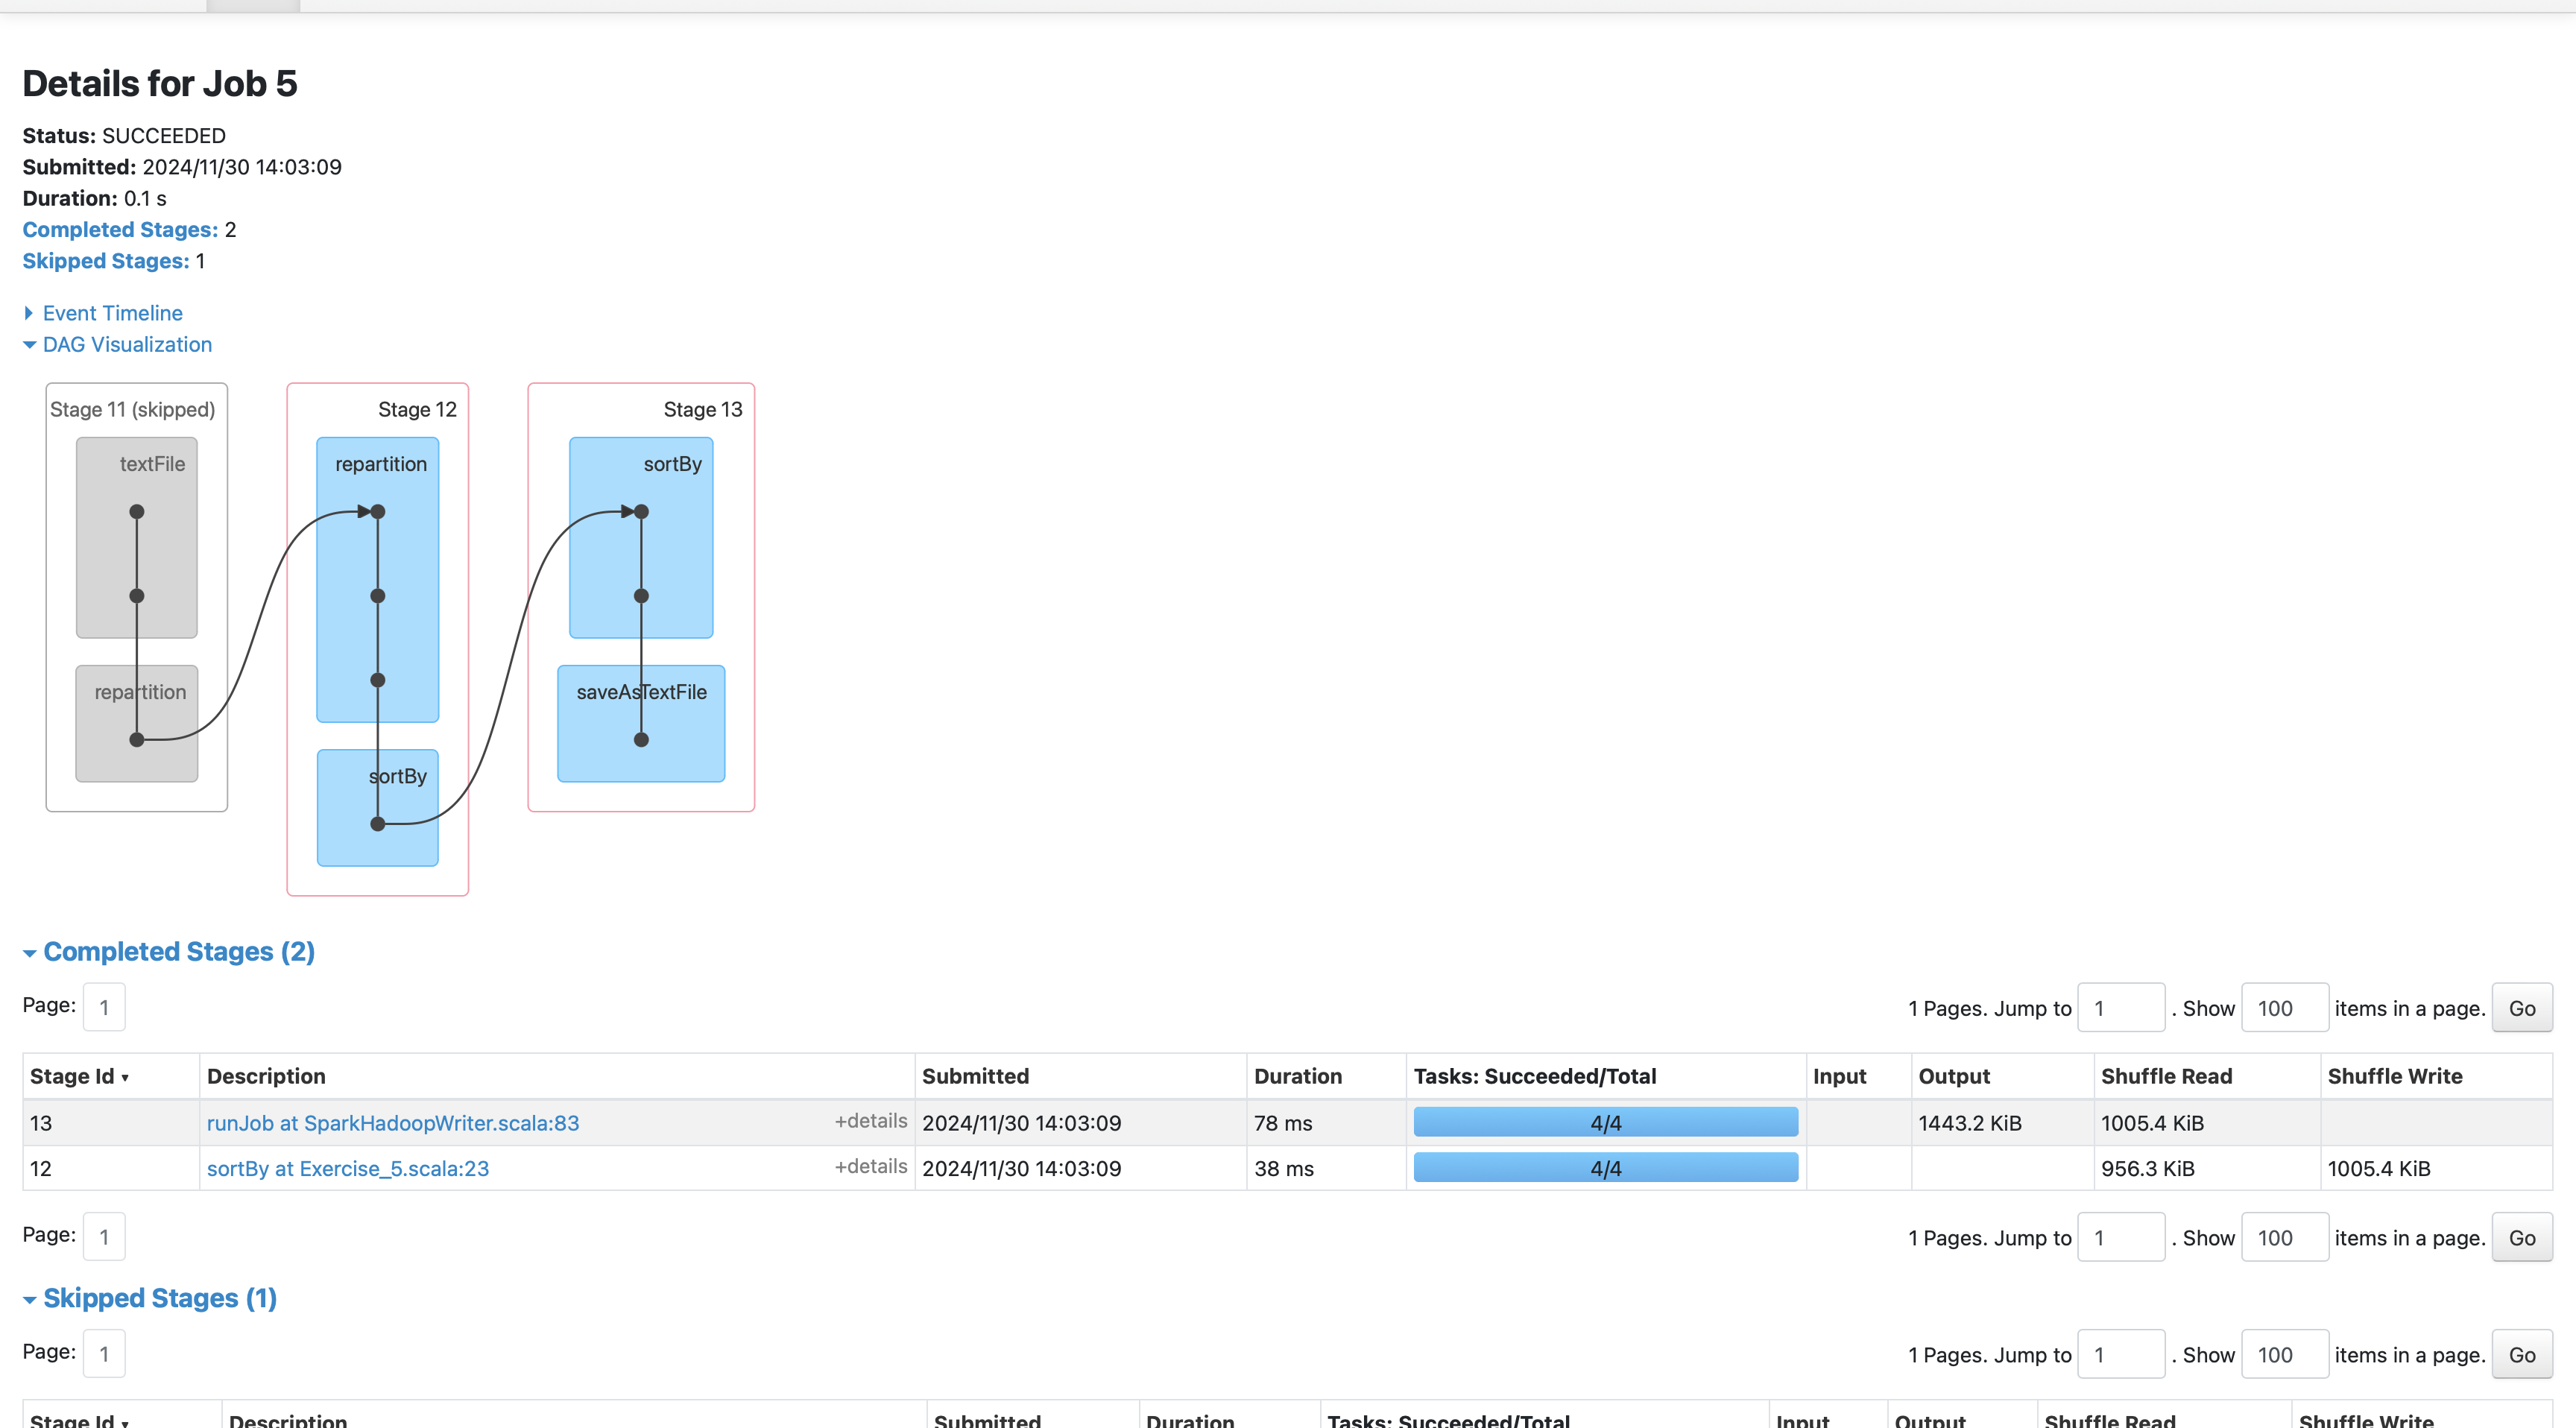 Details for Job 5
Status: SUCCEEDED
Submitted: 2024/11/30 14:03:09
Duration: 0.1 s
Completed Stages: 2
Skipped Stages: 1
Event Timeline
DAG Visualization
Stage 11 (skipped)
textFile
repartition
Stage 12
repartition
sortBy
Stage 13
sortBy
saveAsTextFile
Completed Stages (2)
Page: 1
1 Pages. Jump to 1 . Show 100 items in a page. Go
Stage Id ▾ Description Submitted Duration Tasks: Succeeded/Total Input Output Shuffle Read Shuffle Write
13 runJob at SparkHadoopWriter.scala:83 +details 2024/11/30 14:03:09 78 ms 4/4 1443.2 KiB 1005.4 KiB
12 sortBy at Exercise_5.scala:23 +details 2024/11/30 14:03:09 38 ms 4/4 956.3 KiB 1005.4 KiB
Page: 1
1 Pages. Jump to 1 . Show 100 items in a page. Go
Skipped Stages (1)
Page: 1
1 Pages. Jump to 1 . Show 100 items in a page. Go
Stage Id ▾ Description Submitted Duration Tasks: Succeeded/Total Input Output Shuffle Read Shuffle Write